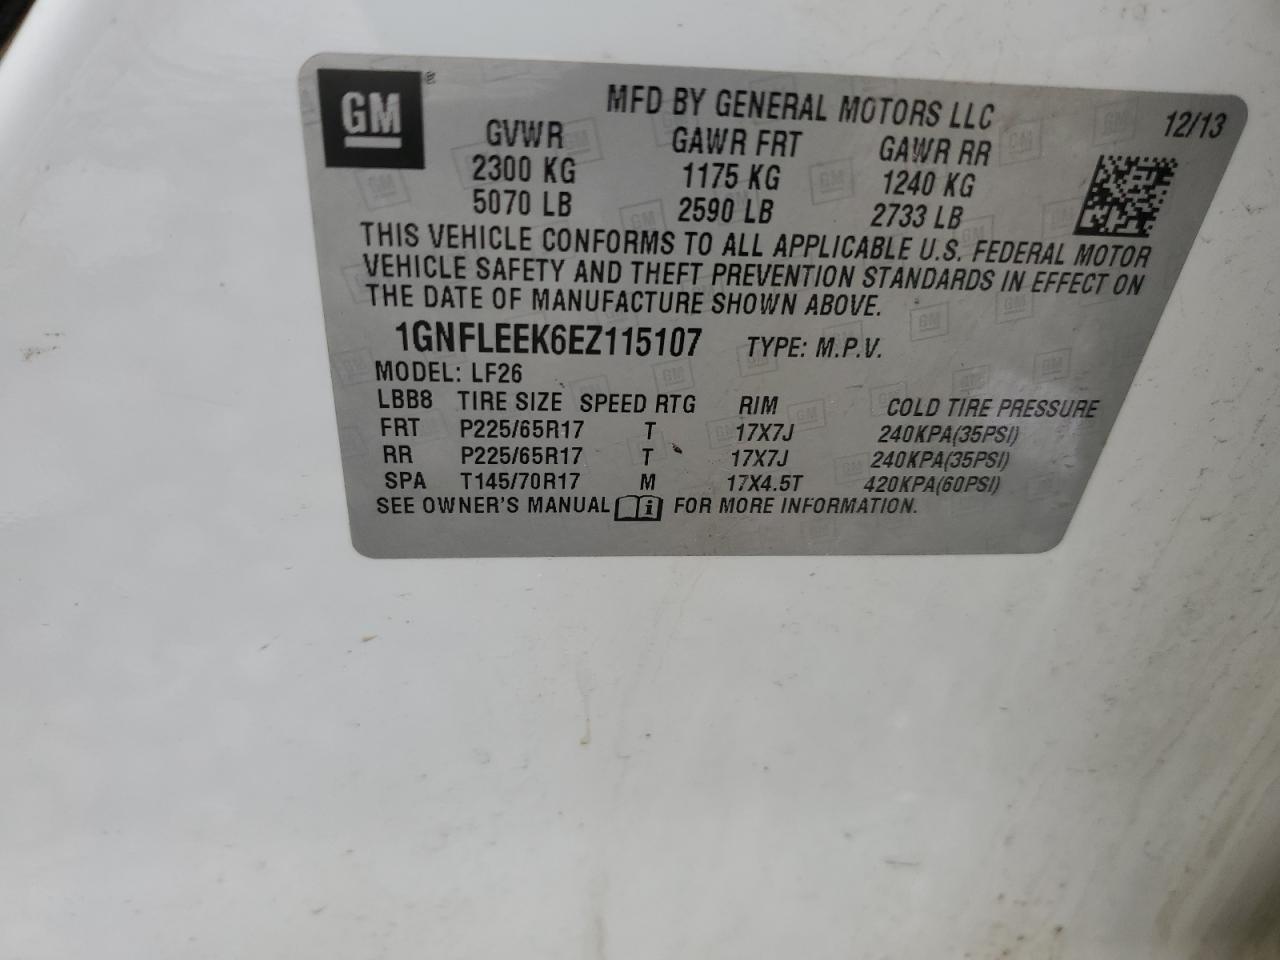 GM
MFD BY GENERAL MOTORS LLC 12/13
GVWR GAWR FRT GAWR RR
2300 KG 1175 KG 1240 KG
5070 LB 2590 LB 2733 LB
THIS VEHICLE CONFORMS TO ALL APPLICABLE U.S. FEDERAL MOTOR
VEHICLE SAFETY AND THEFT PREVENTION STANDARDS IN EFFECT ON
THE DATE OF MANUFACTURE SHOWN ABOVE.
1GNFLEEK6EZ115107 TYPE: M.P.V.
MODEL: LF26
LBB8 TIRE SIZE SPEED RTG RIM COLD TIRE PRESSURE
FRT P225/65R17 T 17X7J 240KPA(35PSI)
RR P225/65R17 T 17X7J 240KPA(35PSI)
SPA T145/70R17 M 17X4.5T 420KPA(60PSI)
SEE OWNER'S MANUAL i FOR MORE INFORMATION.